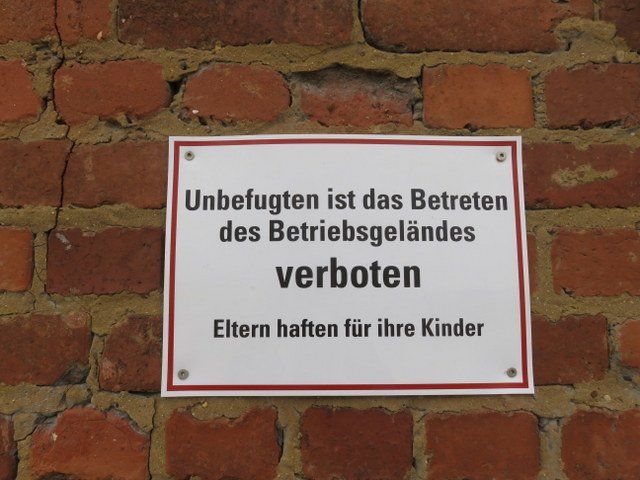 Unbefugten ist das Betreten
des Betriebsgeländes
verboten
Eltern haften für ihre Kinder